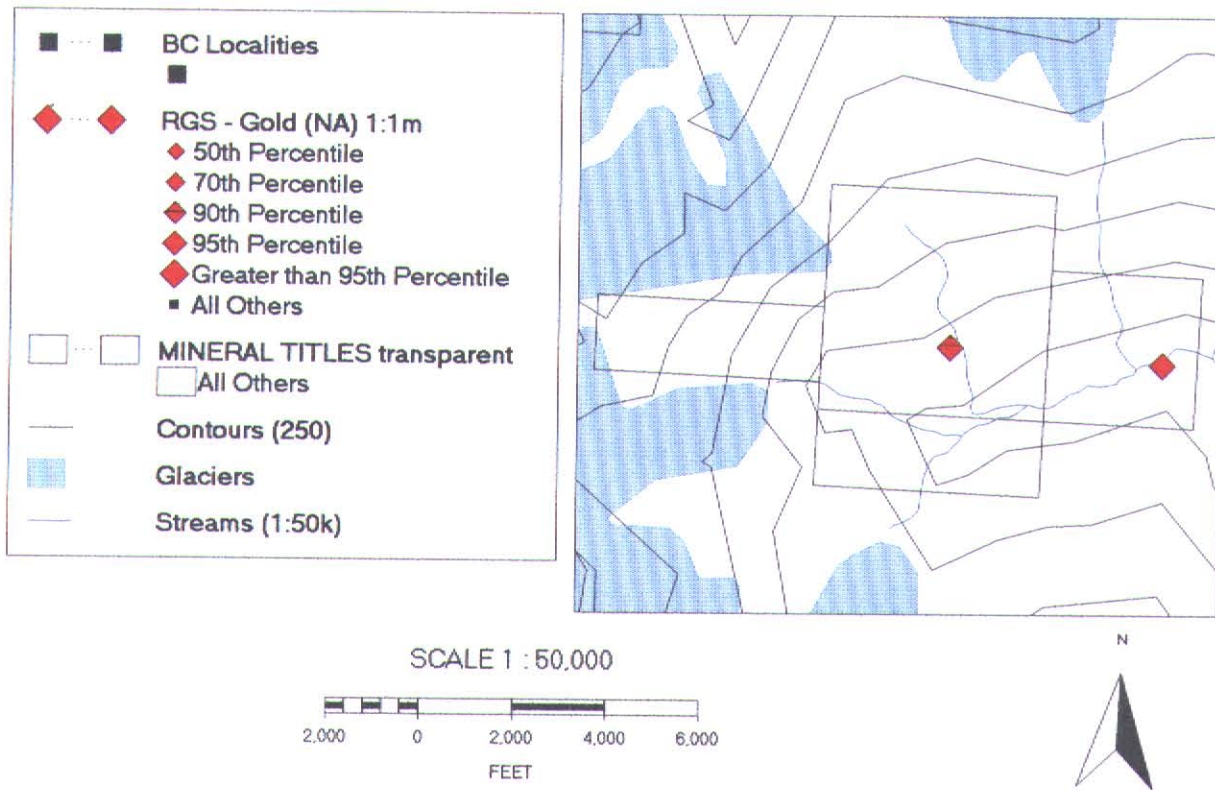 BC Localities
RGS - Gold (NA) 1:1m
50th Percentile
70th Percentile
90th Percentile
95th Percentile
Greater than 95th Percentile
All Others
MINERAL TITLES transparent
All Others
Contours (250)
Glaciers
Streams (1:50k)
SCALE 1 : 50,000
2,000 0 2,000 4,000 6,000
FEET
N